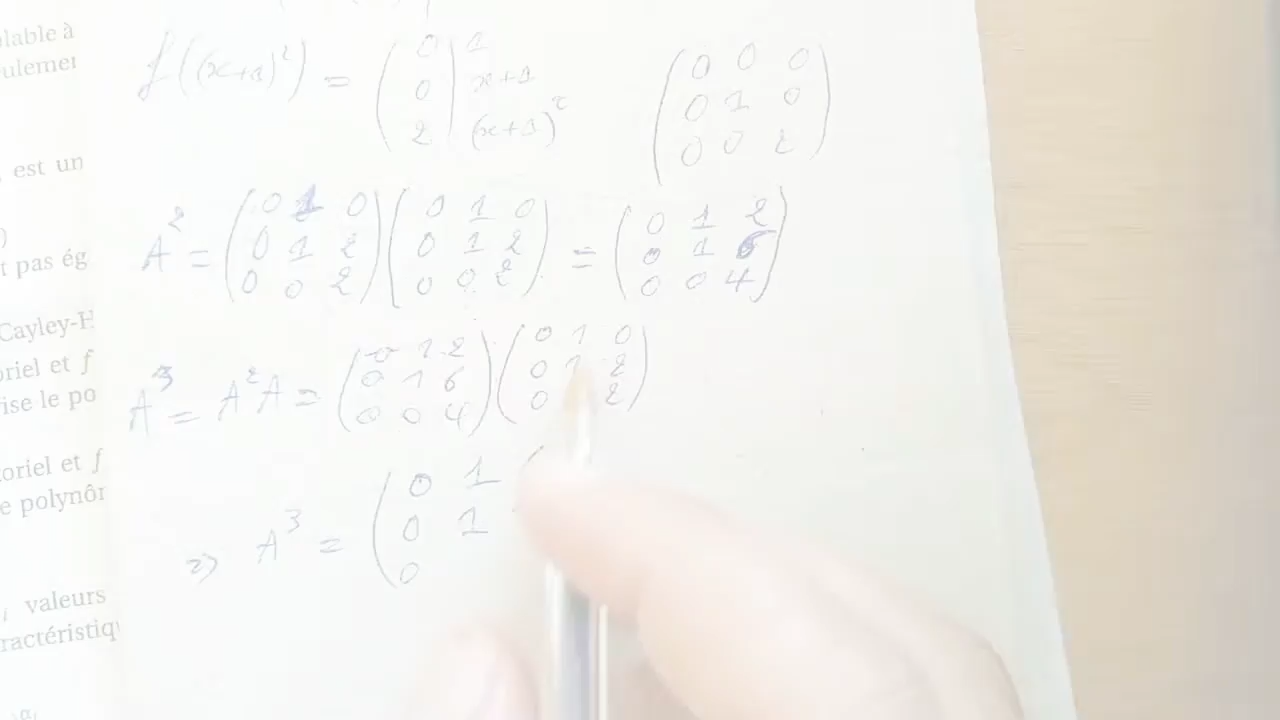 lable à
ulemen
f((x+1)²) = (0 0 2) 1 x+1 (x+1)² (0 0 0 0 1 0 0 0 2)
est un
)
t pas ég
A² = (0 1 0 0 1 2 0 0 2) (0 1 0 0 1 2 0 0 2) = (0 1 2 0 1 6 0 0 4)
Cayley-H
oriel et f
ise le po
A³ = A²A = (0 1 2 0 1 6 0 0 4) (0 1 0 0 1 2 0 2)
toriel et f
e polynôn
=> A³ = (0 1 0 1 0
valeurs
ractéristiq
α